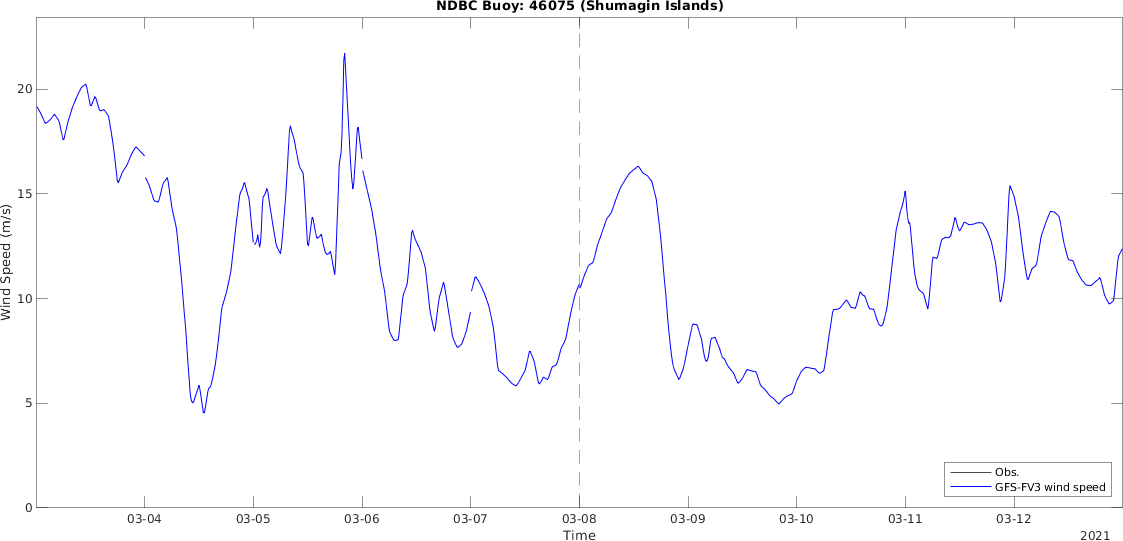 NDBC Buoy: 46075 (Shumagin Islands)
20
15
10
5
0
Wind Speed (m/s)
03-04 03-05 03-06 03-07 03-08 03-09 03-10 03-11 03-12
Time
2021
Obs.
GFS-FV3 wind speed